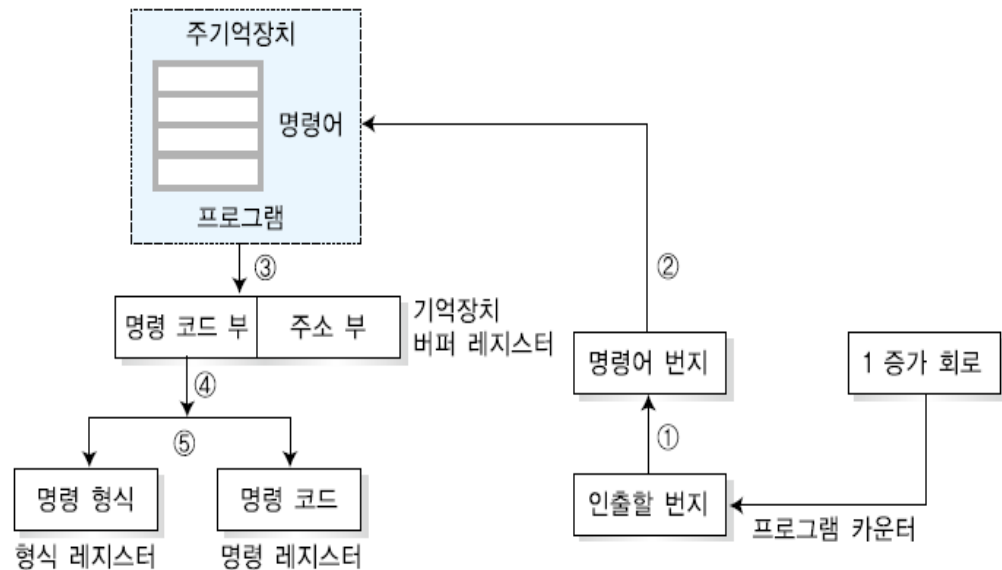 주기억장치
명령어
프로그램
③
②
명령 코드 부
주소 부
기억장치
버퍼 레지스터
명령어 번지
1 증가 회로
④
①
⑤
명령 형식
명령 코드
인출할 번지
프로그램 카운터
형식 레지스터
명령 레지스터